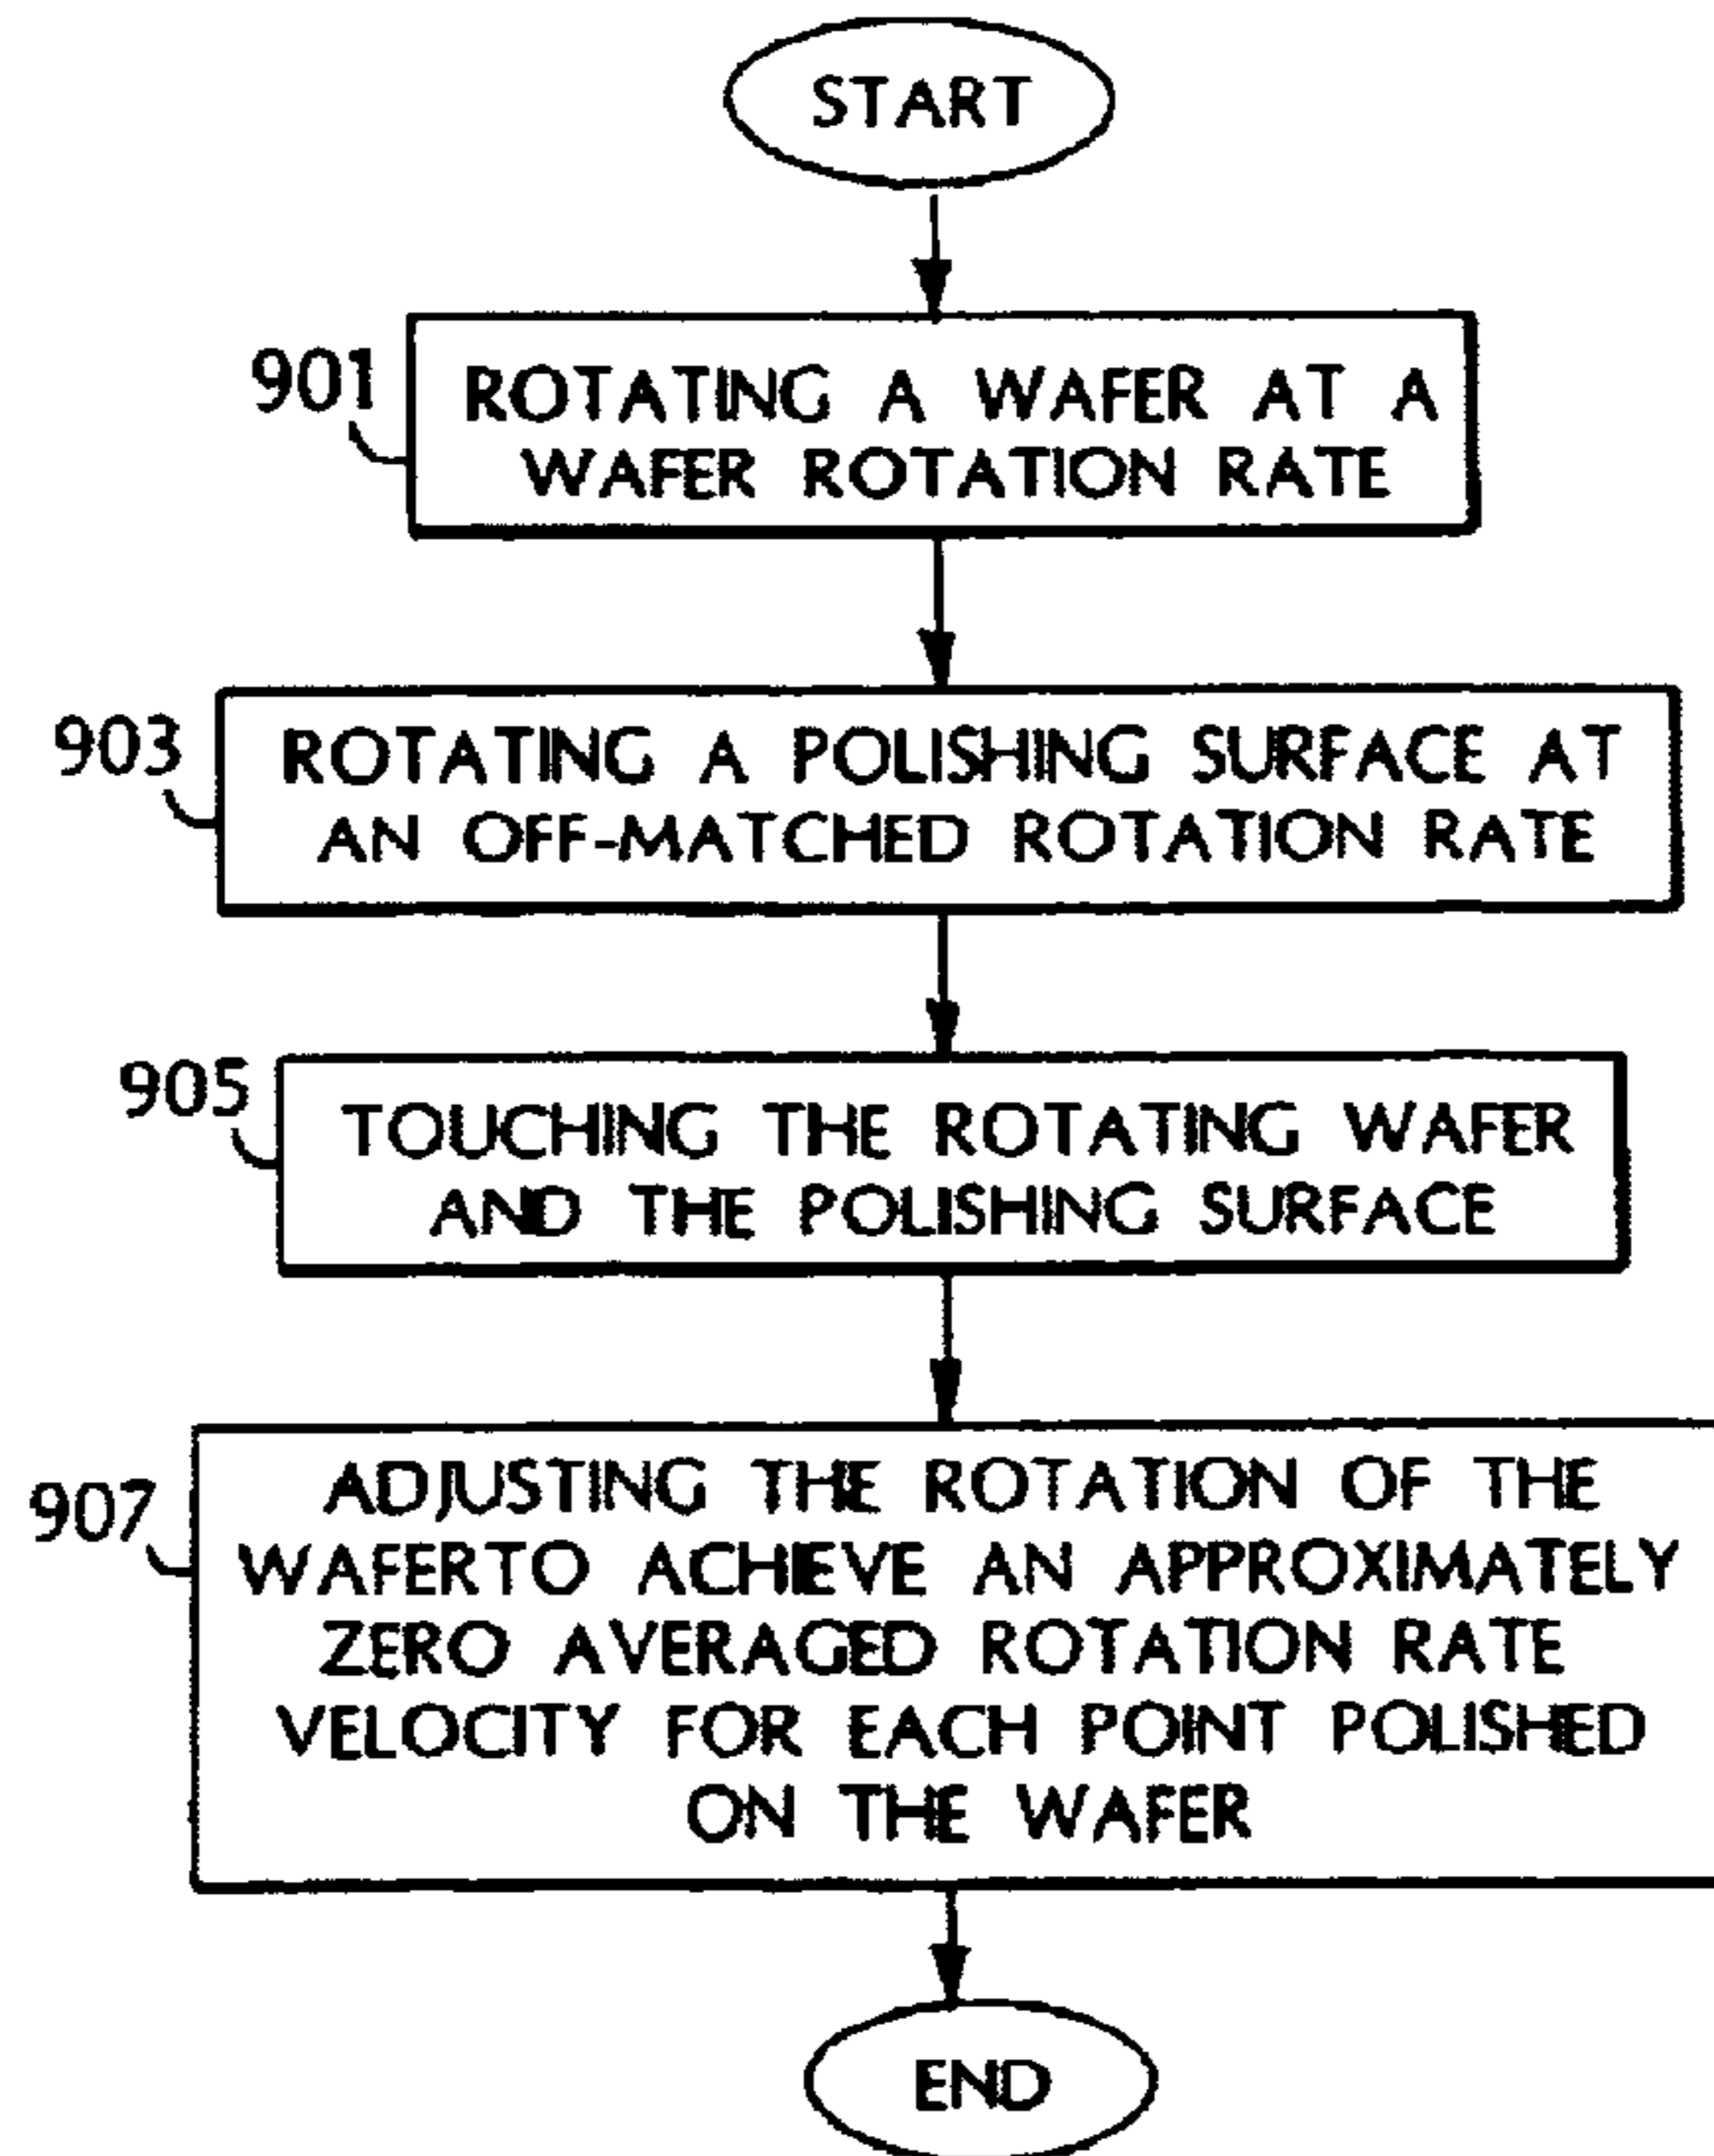 START
901
ROTATING A WAFER AT A
WAFER ROTATION RATE
903
ROTATING A POLISHING SURFACE AT
AN OFF-MATCHED ROTATION RATE
905
TOUCHING THE ROTATING WAFER
AND THE POLISHING SURFACE
907
ADJUSTING THE ROTATION OF THE
WAFERTO ACHIEVE AN APPROXIMATELY
ZERO AVERAGED ROTATION RATE
VELOCITY FOR EACH POINT POLISHED
ON THE WAFER
END